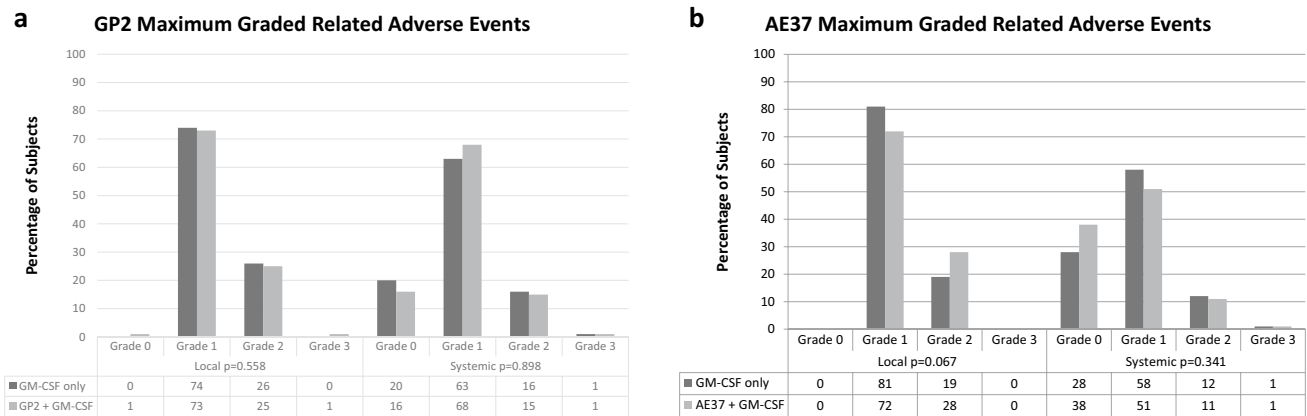 a
GP2 Maximum Graded Related Adverse Events
Percentage of Subjects
100
90
80
70
60
50
40
30
20
10
0
Grade 0 Grade 1 Grade 2 Grade 3 Grade 0 Grade 1 Grade 2 Grade 3
Local p=0.558 Systemic p=0.898
GM-CSF only 0 74 26 0 20 63 16 1
GP2 + GM-CSF 1 73 25 1 16 68 15 1
b
AE37 Maximum Graded Related Adverse Events
Percentage of Subjects
100
90
80
70
60
50
40
30
20
10
0
Grade 0 Grade 1 Grade 2 Grade 3 Grade 0 Grade 1 Grade 2 Grade 3
Local p=0.067 Systemic p=0.341
GM-CSF only 0 81 19 0 28 58 12 1
AE37 + GM-CSF 0 72 28 0 38 51 11 1